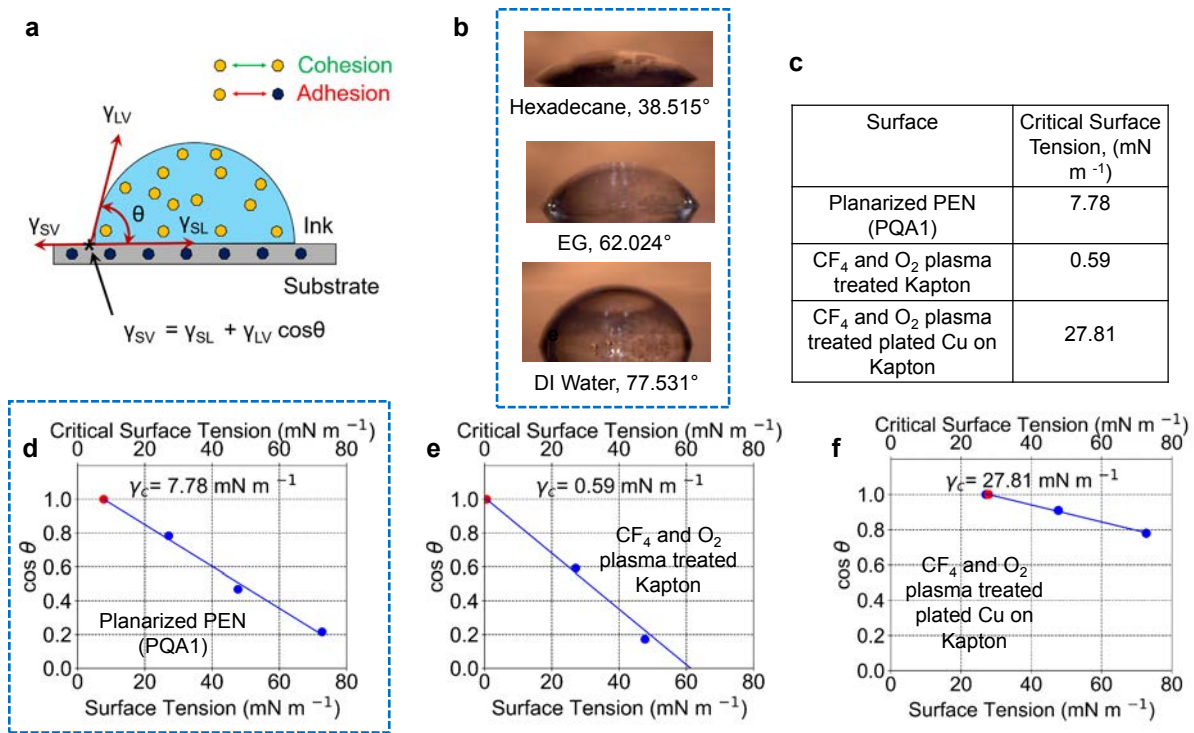 a
Cohesion
Adhesion
γLV
θ
γSV
γSL
Ink
*
Substrate
γSV = γSL + γLV cosθ
b
Hexadecane, 38.515°
EG, 62.024°
DI Water, 77.531°
c
Surface
Critical Surface
Tension, (mN
m ⁻¹)
Planarized PEN
(PQA1)
7.78
CF₄ and O₂ plasma
treated Kapton
0.59
CF₄ and O₂ plasma
treated plated Cu on
Kapton
27.81
d
Critical Surface Tension (mN m ⁻¹)
0 20 40 60 80
γc= 7.78 mN m ⁻¹
cos θ
1.0
0.8
0.6
0.4
0.2
0.0
Planarized PEN
(PQA1)
0 20 40 60 80
Surface Tension (mN m ⁻¹)
e
Critical Surface Tension (mN m ⁻¹)
0 20 40 60 80
γc= 0.59 mN m ⁻¹
cos θ
1.0
0.8
0.6
0.4
0.2
0.0
CF₄ and O₂
plasma treated
Kapton
0 20 40 60 80
Surface Tension (mN m ⁻¹)
f
Critical Surface Tension (mN m ⁻¹)
0 20 40 60 80
γc= 27.81 mN m ⁻¹
cos θ
1.0
0.8
0.6
0.4
0.2
0.0
CF₄ and O₂
plasma treated
plated Cu on
Kapton
0 20 40 60 80
Surface Tension (mN m ⁻¹)